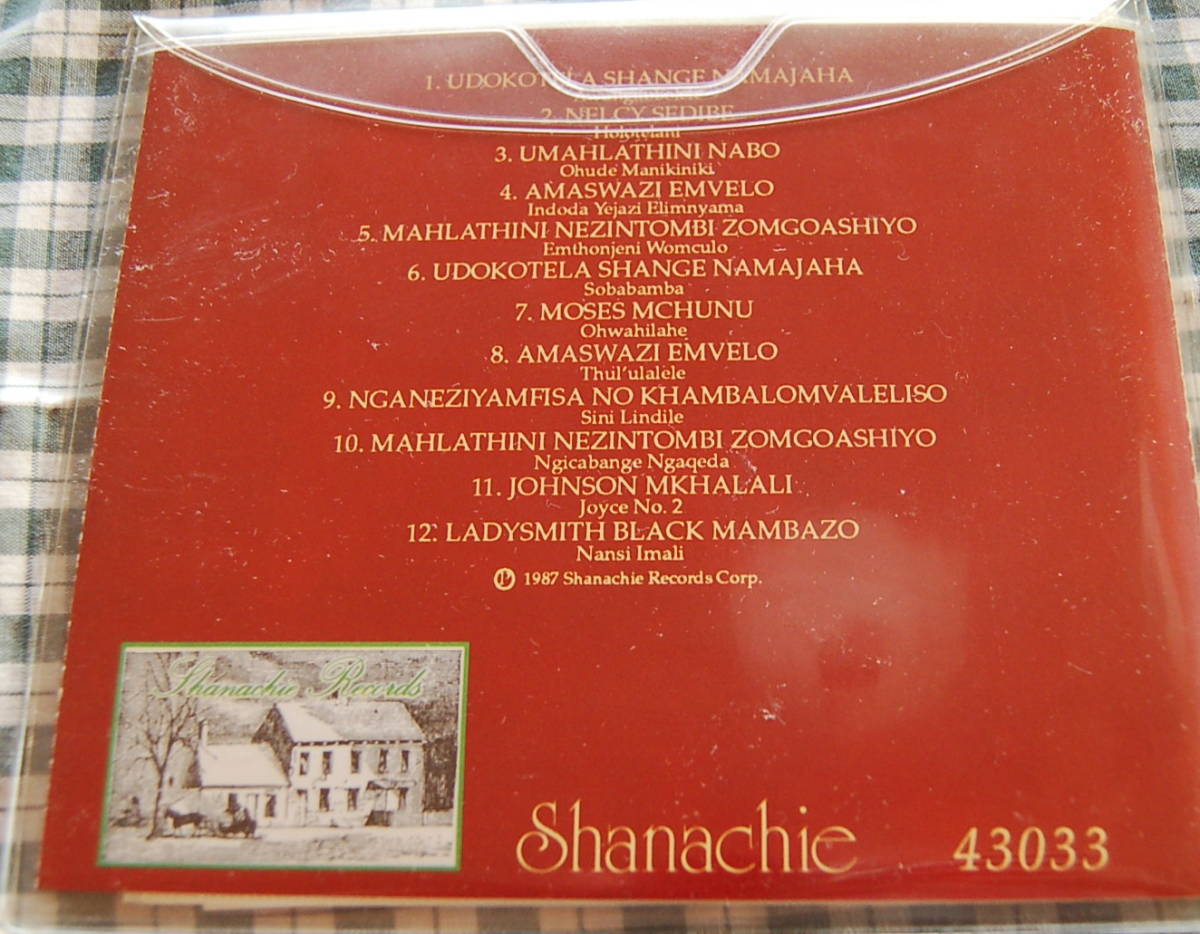 1. UDOKOTELA SHANGE NAMAJAHA
2. NELCY SEDIBE
Holotelani
3. UMAHLATHINI NABO
Ohude Manikiniki
4. AMASWAZI EMVELO
Indoda Yejazi Elimnyama
5. MAHLATHINI NEZINTOMBI ZOMGOASHIYO
Emthonjeni Womculo
6. UDOKOTELA SHANGE NAMAJAHA
Sobabamba
7. MOSES MCHUNU
Ohwahilahe
8. AMASWAZI EMVELO
Thul'ulalele
9. NGANEZIYAMFISA NO KHAMBALOMVALELISO
Sini Lindile
10. MAHLATHINI NEZINTOMBI ZOMGOASHIYO
Ngicabange Ngaqeda
11. JOHNSON MKHALALI
Joyce No. 2
12. LADYSMITH BLACK MAMBAZO
Nansi Imali
℗ 1987 Shanachie Records Corp.
Shanachie Records
Shanachie 43033